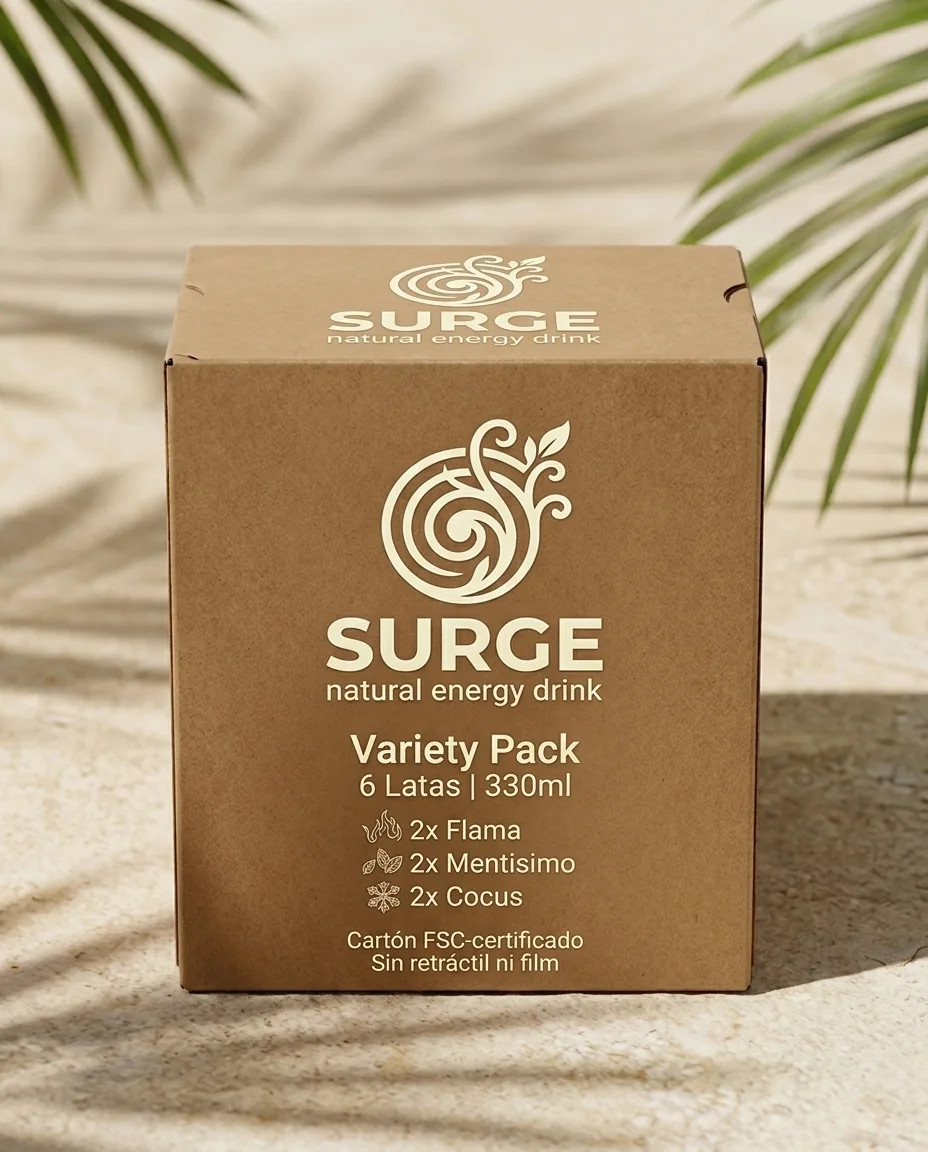 SURGE
natural energy drink
SURGE
natural energy drink
Variety Pack
6 Latas | 330ml
2x Flama
2x Mentisimo
2x Cocus
Cartón FSC-certificado
Sin retráctil ni film